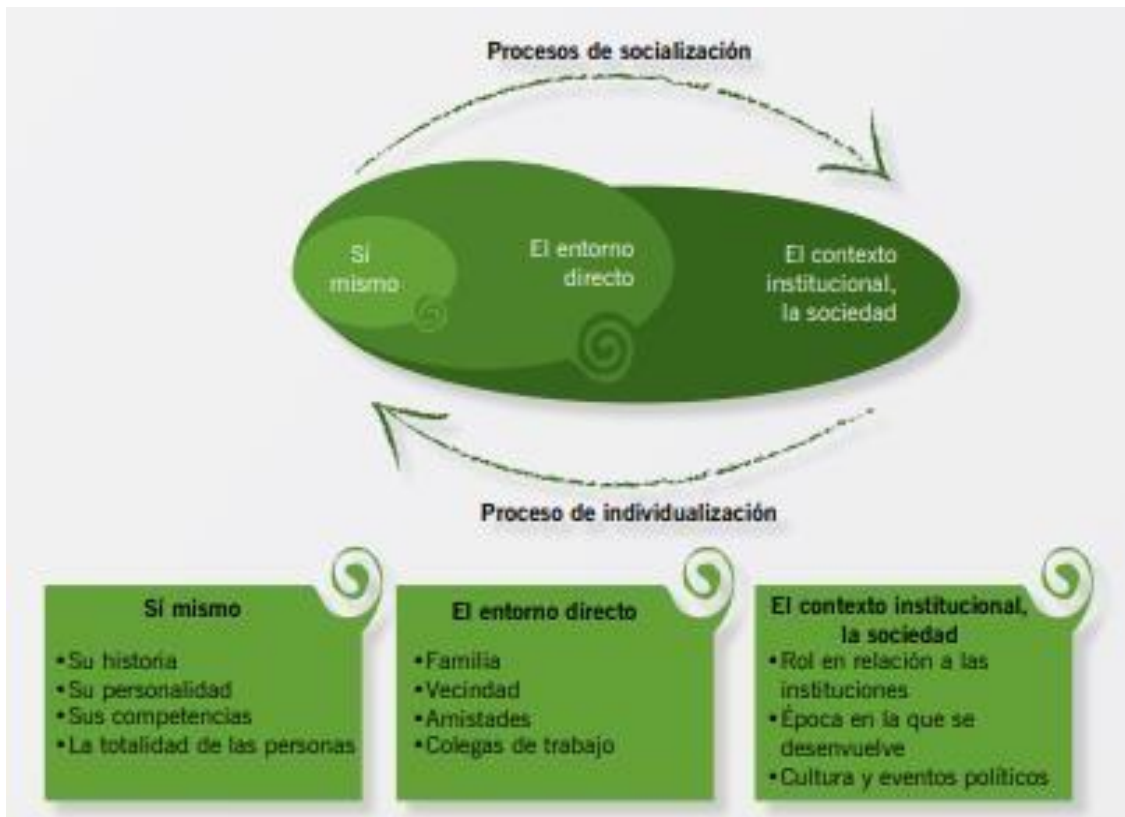 Procesos de socialización
Sí
mismo
El entorno
directo
El contexto
institucional,
la sociedad
Proceso de individualización
Sí mismo
•Su historia
•Su personalidad
•Sus competencias
•La totalidad de las personas
El entorno directo
•Familia
•Vecindad
•Amistades
•Colegas de trabajo
El contexto institucional,
la sociedad
•Rol en relación a las
instituciones
•Época en la que se
desenvuelve
•Cultura y eventos políticos